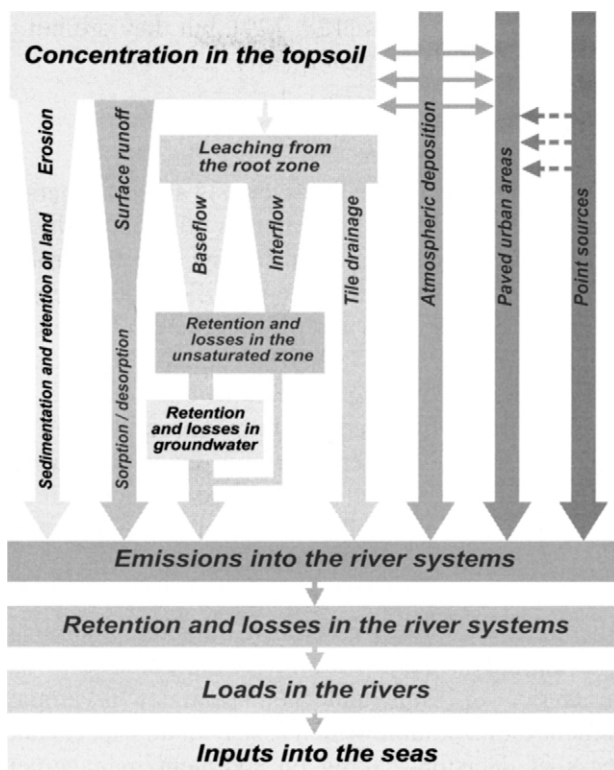 Concentration in the topsoil
Erosion
Sedimentation and retention on land
Surface runoff
Sorption / desorption
Leaching from
the root zone
Baseflow
Interflow
Tile drainage
Retention and
losses in the
unsaturated zone
Retention
and losses in
groundwater
Atmospheric deposition
Paved urban areas
Point sources
Emissions into the river systems
Retention and losses in the river systems
Loads in the rivers
Inputs into the seas